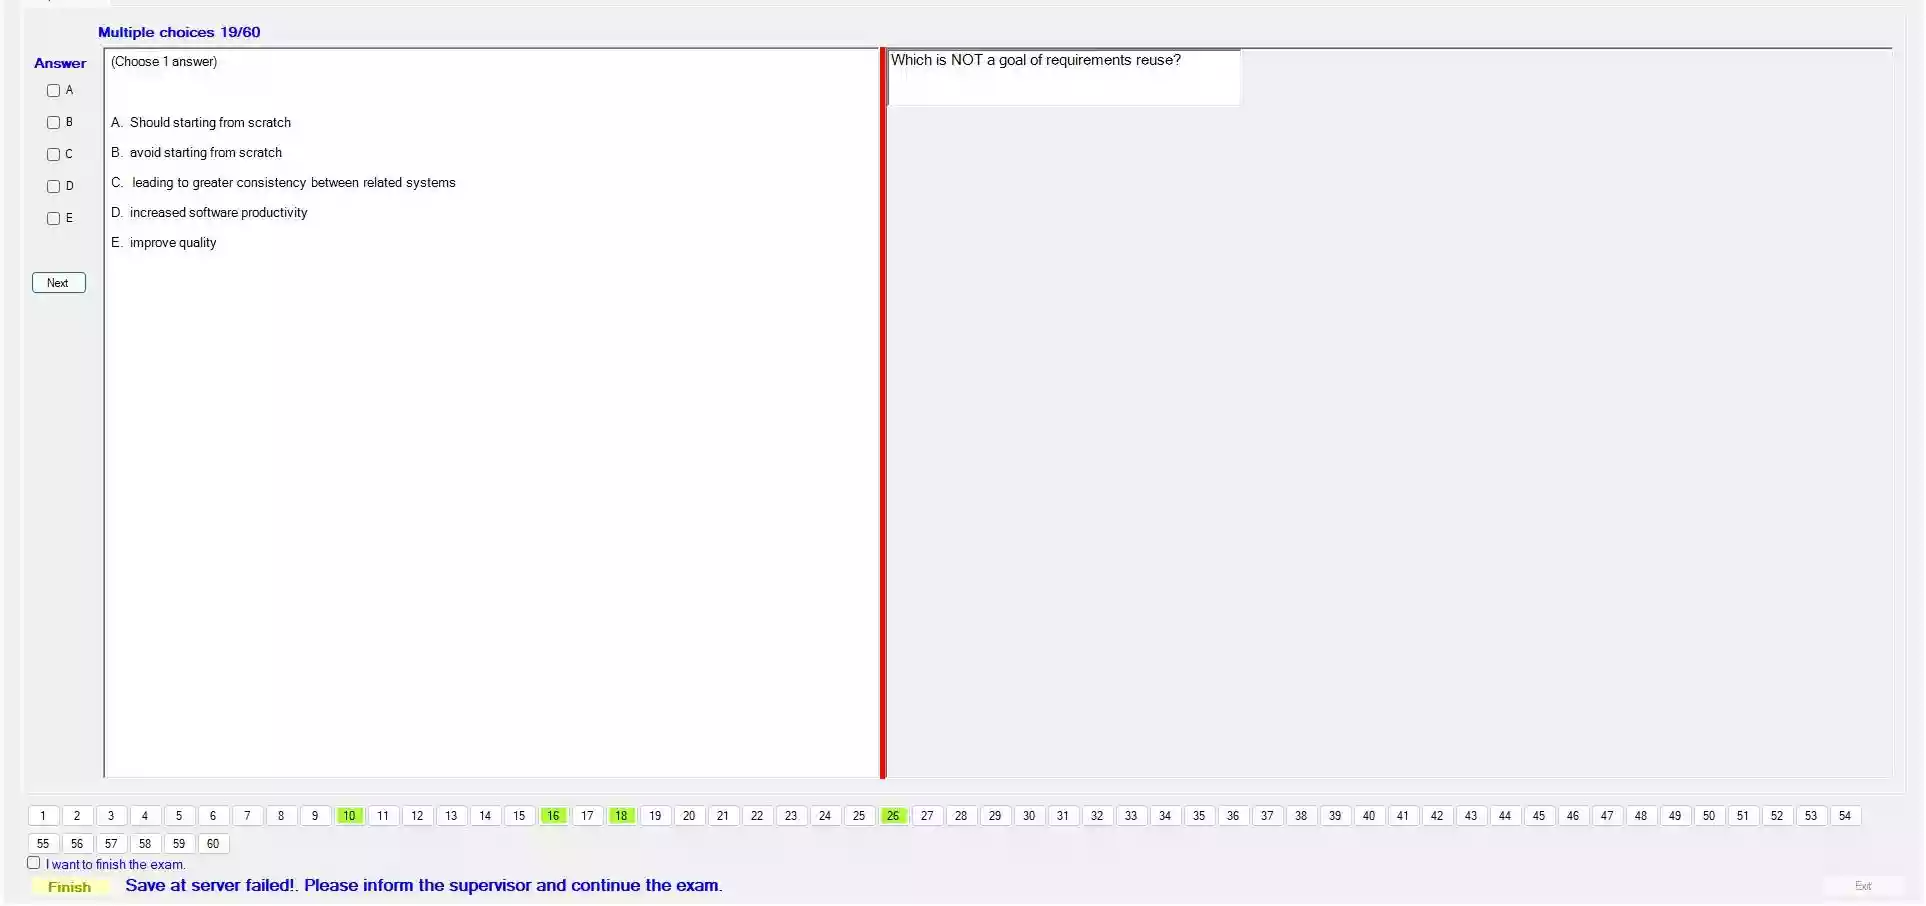 Multiple choices 19/60
Answer
A
B
C
D
E
Next
(Choose 1 answer)
A. Should starting from scratch
B. avoid starting from scratch
C. leading to greater consistency between related systems
D. increased software productivity
E. improve quality
Which is NOT a goal of requirements reuse?
1 2 3 4 5 6 7 8 9 10 11 12 13 14 15 16 17 18 19 20 21 22 23 24 25 26 27 28 29 30 31 32 33 34 35 36 37 38 39 40 41 42 43 44 45 46 47 48 49 50 51 52 53 54
55 56 57 58 59 60
I want to finish the exam.
Finish Save at server failed!. Please inform the supervisor and continue the exam. Exit